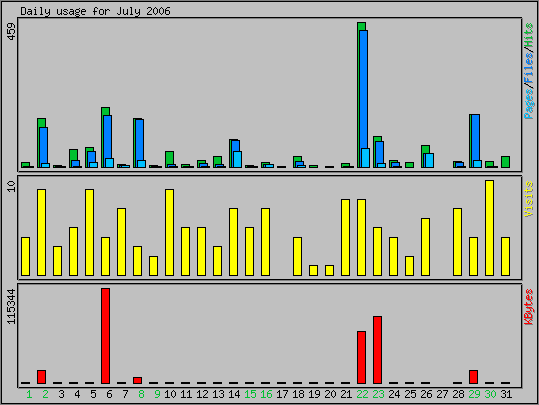 Daily usage for July 2006
459
Pages/Files/Hits
10
Visits
115344
KBytes
1 2 3 4 5 6 7 8 9 10 11 12 13 14 15 16 17 18 19 20 21 22 23 24 25 26 27 28 29 30 31